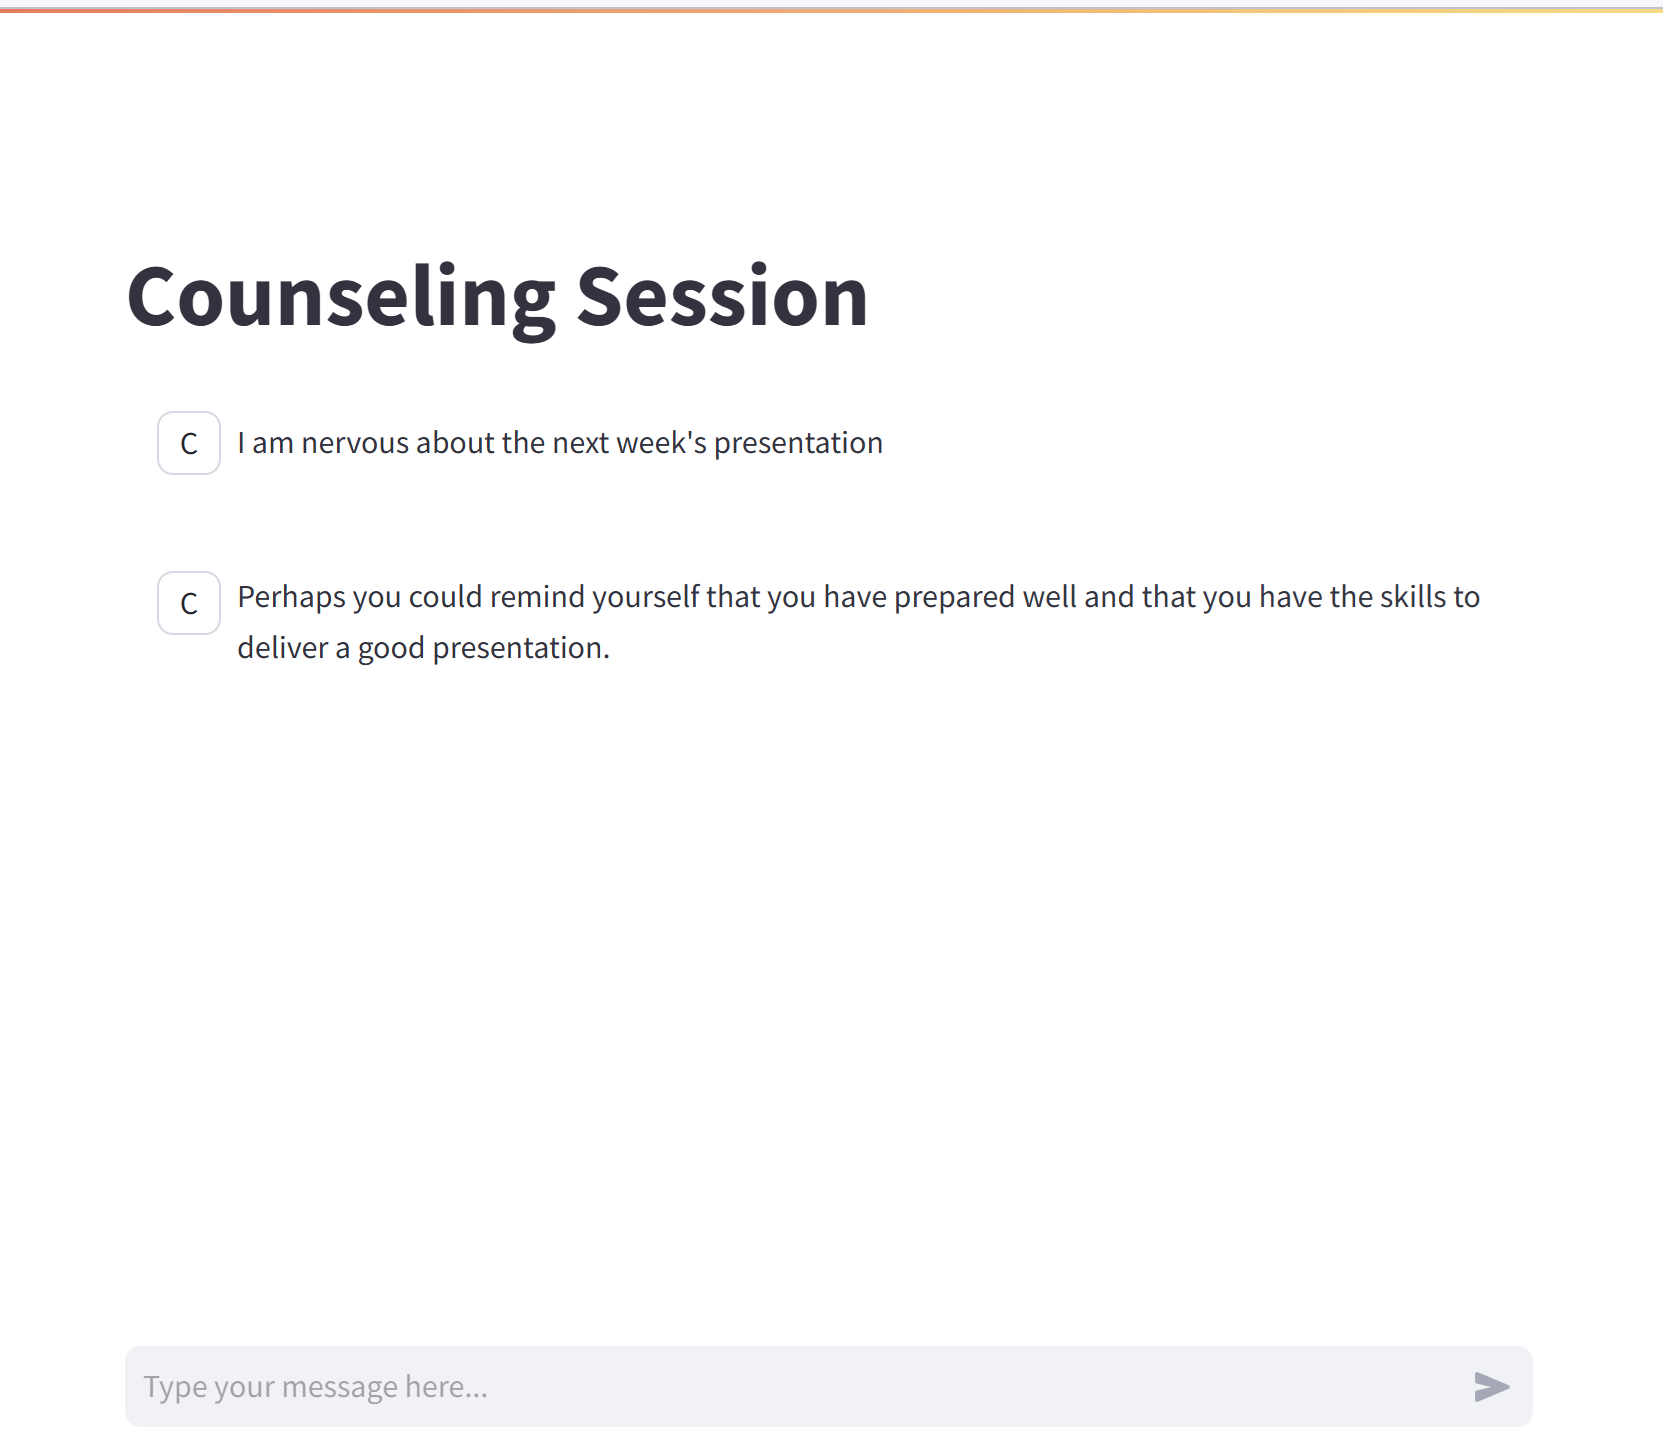 Counseling Session
C I am nervous about the next week's presentation
C Perhaps you could remind yourself that you have prepared well and that you have the skills to
deliver a good presentation.
Type your message here...